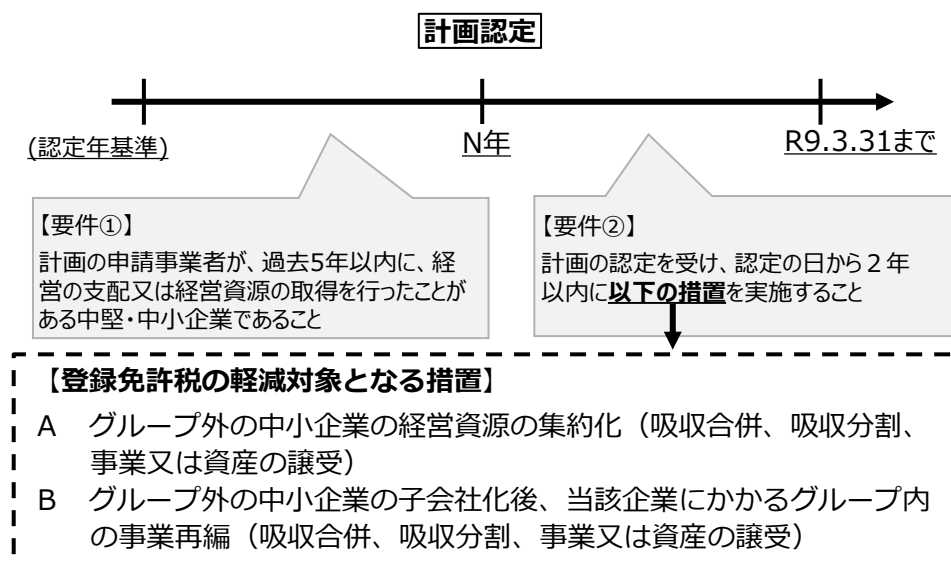 計画認定
(認定年基準)
N年
R9.3.31まで
【要件①】
計画の申請事業者が、過去5年以内に、経
営の支配又は経営資源の取得を行ったことが
ある中堅・中小企業であること
【要件②】
計画の認定を受け、認定の日から２年
以内に以下の措置を実施すること
【登録免許税の軽減対象となる措置】
A　グループ外の中小企業の経営資源の集約化（吸収合併、吸収分割、
事業又は資産の譲受）
B　グループ外の中小企業の子会社化後、当該企業にかかるグループ内
の事業再編（吸収合併、吸収分割、事業又は資産の譲受）